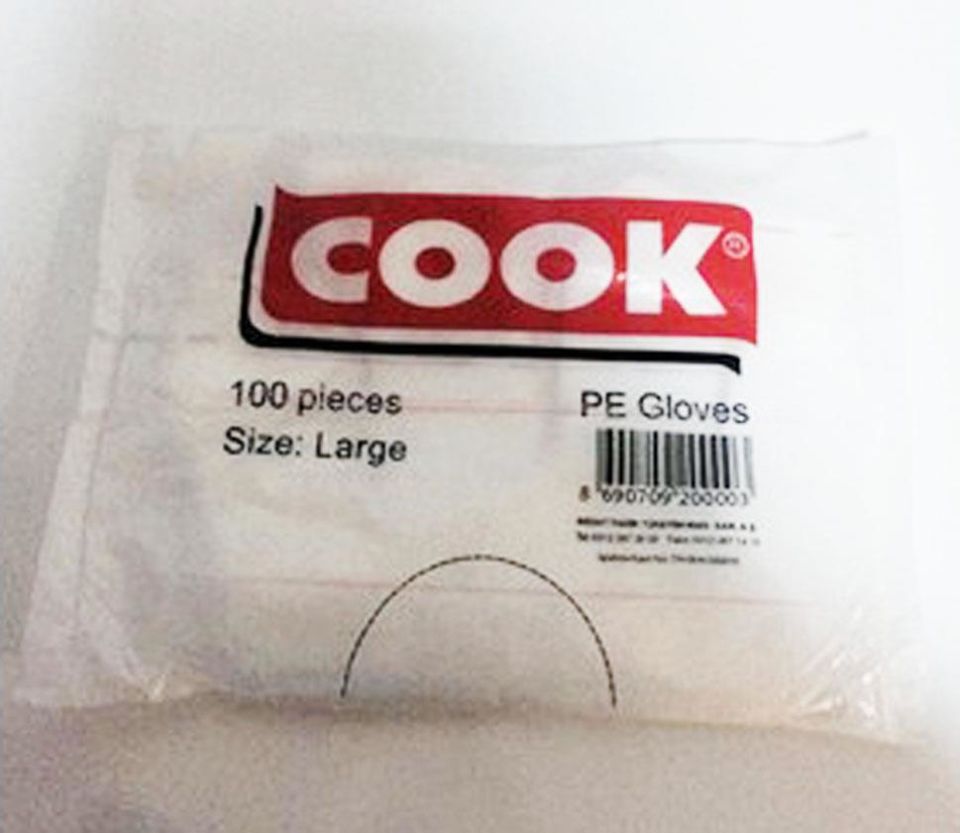 COOK®
100 pieces
Size: Large
PE Gloves
8 690709 200003